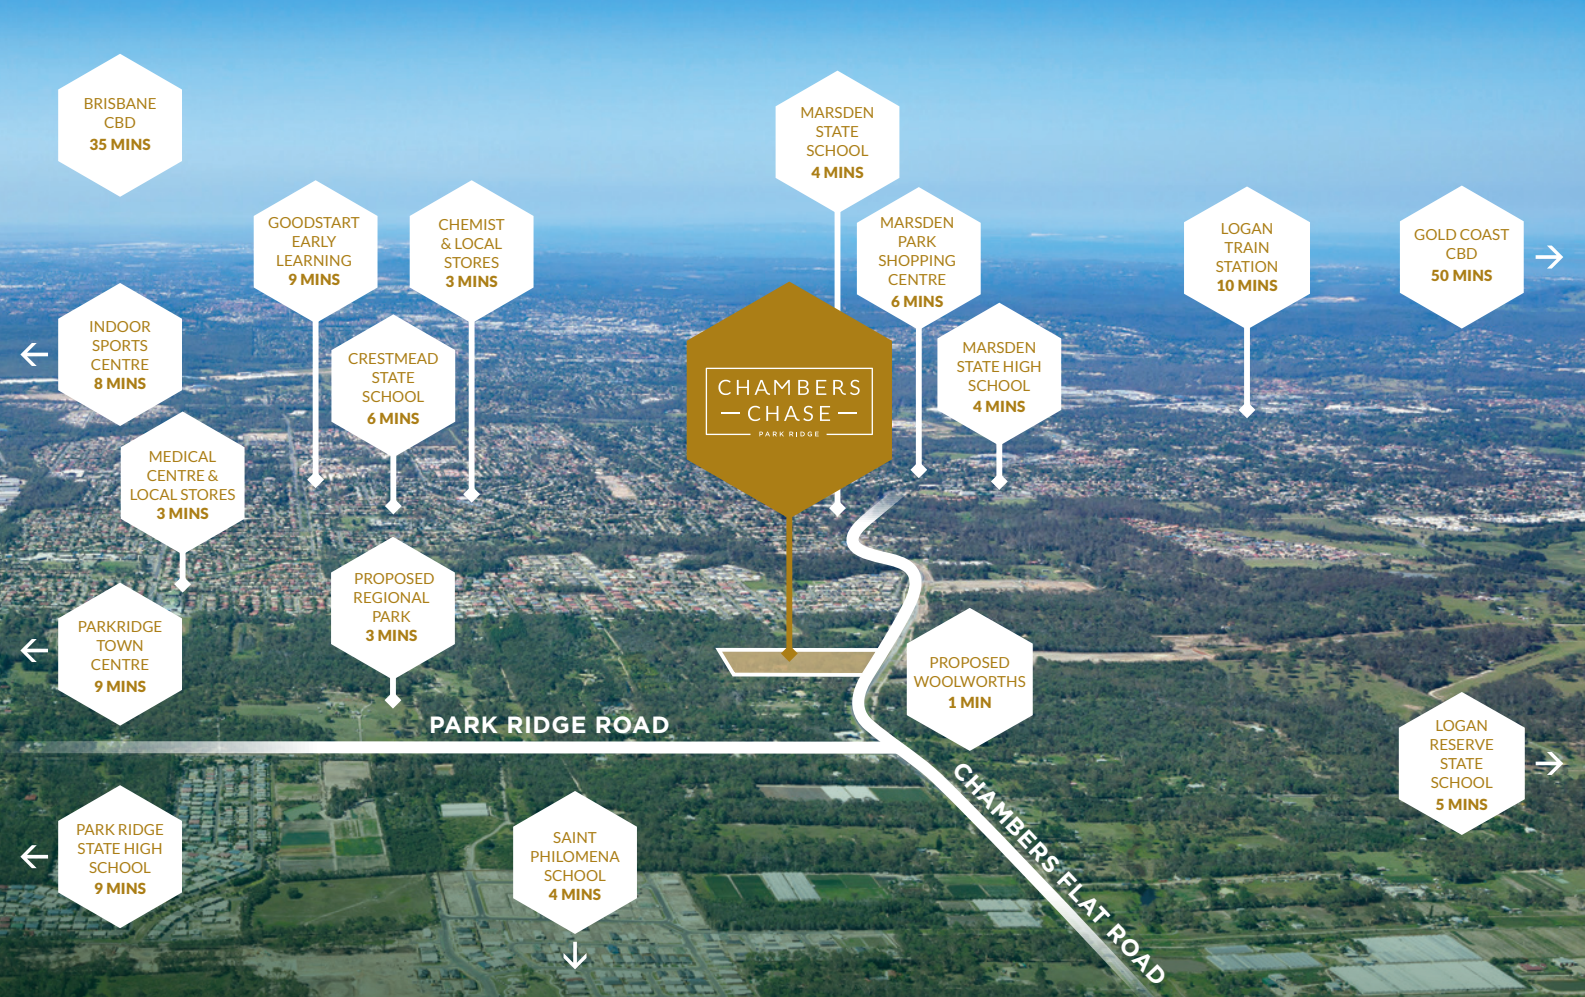 BRISBANE
CBD
35 MINS
MARSDEN
STATE
SCHOOL
4 MINS
GOODSTART
EARLY
LEARNING
9 MINS
CHEMIST
& LOCAL
STORES
3 MINS
MARSDEN
PARK
SHOPPING
CENTRE
6 MINS
LOGAN
TRAIN
STATION
10 MINS
GOLD COAST
CBD
50 MINS
INDOOR
SPORTS
CENTRE
8 MINS
CRESTMEAD
STATE
SCHOOL
6 MINS
CHAMBERS
CHASE
PARK RIDGE
MARSDEN
STATE HIGH
SCHOOL
4 MINS
MEDICAL
CENTRE &
LOCAL STORES
3 MINS
PROPOSED
REGIONAL
PARK
3 MINS
PARKRIDGE
TOWN
CENTRE
9 MINS
PROPOSED
WOOLWORTHS
1 MIN
PARK RIDGE ROAD
LOGAN
RESERVE
STATE
SCHOOL
5 MINS
CHAMBERS FLAT ROAD
PARK RIDGE
STATE HIGH
SCHOOL
9 MINS
SAINT
PHILOMENA
SCHOOL
4 MINS